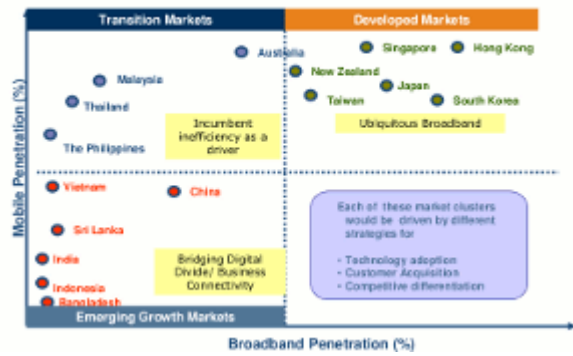 Transition Markets
Developed Markets
Australia
Singapore
Hong Kong
New Zealand
Malaysia
Japan
Taiwan
South Korea
Thailand
The Philippines
Incumbent
inefficiency as a
driver
Ubiquitous Broadband
Mobile Penetration (%)
Vietnam
China
Sri Lanka
India
Indonesia
Bangladesh
Bridging Digital
Divide/ Business
Connectivity
Each of these market clusters
would be driven by different
strategies for
• Technology adoption
• Customer Acquisition
• Competitive differentiation
Emerging Growth Markets
Broadband Penetration (%)